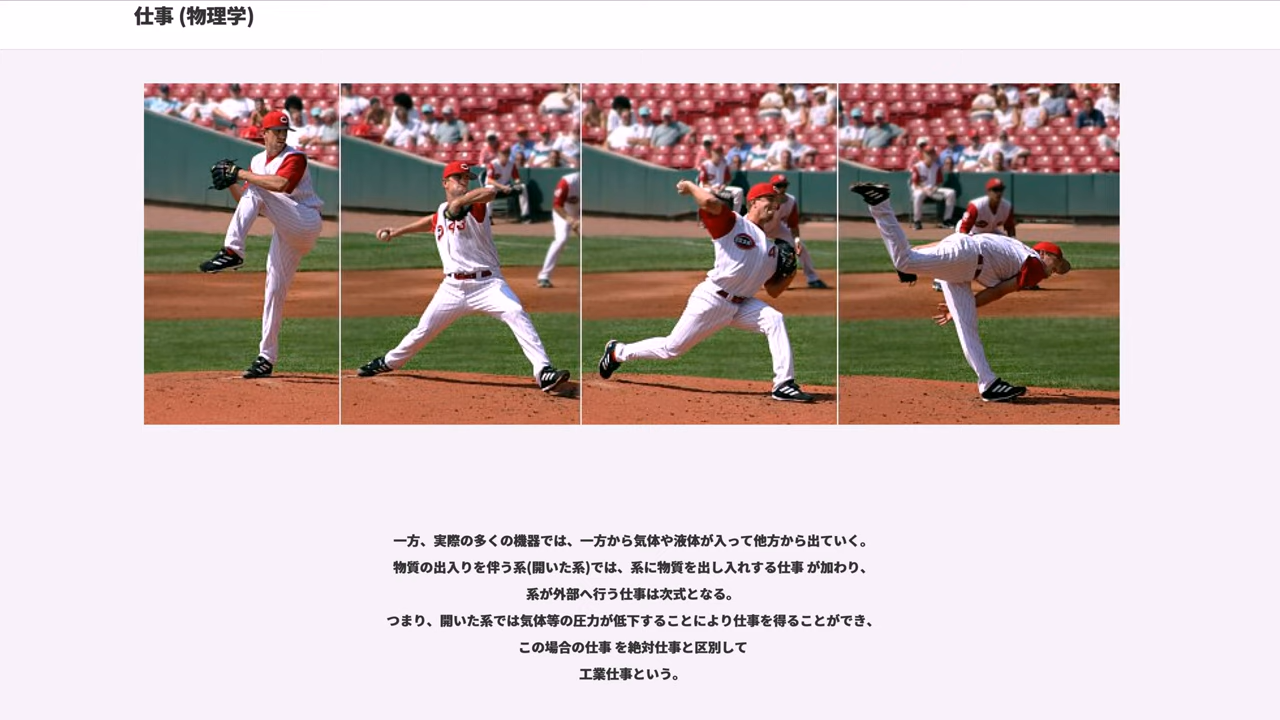 仕事 (物理学)
一方、実際の多くの機器では、一方から気体や液体が入って他方から出ていく。
物質の出入りを伴う系(開いた系)では、系に物質を出し入れする仕事 が加わり、
系が外部へ行う仕事は次式となる。
つまり、開いた系では気体等の圧力が低下することにより仕事を得ることができ、
この場合の仕事 を絶対仕事と区別して
工業仕事という。